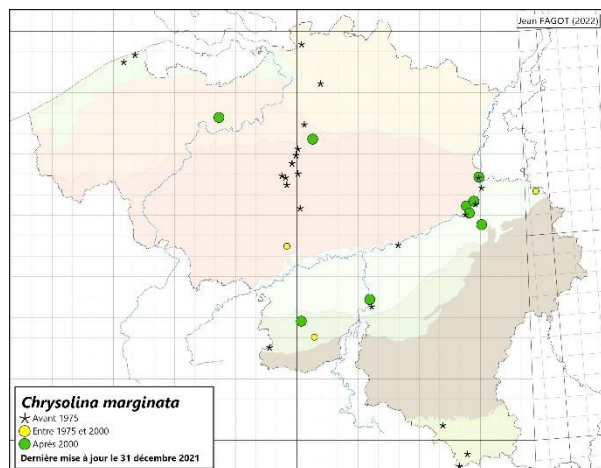 Jean FAGOT (2022)
Chrysolina marginata
Avant 1975
Entre 1975 et 2000
Après 2000
Dernière mise à jour le 31 décembre 2021